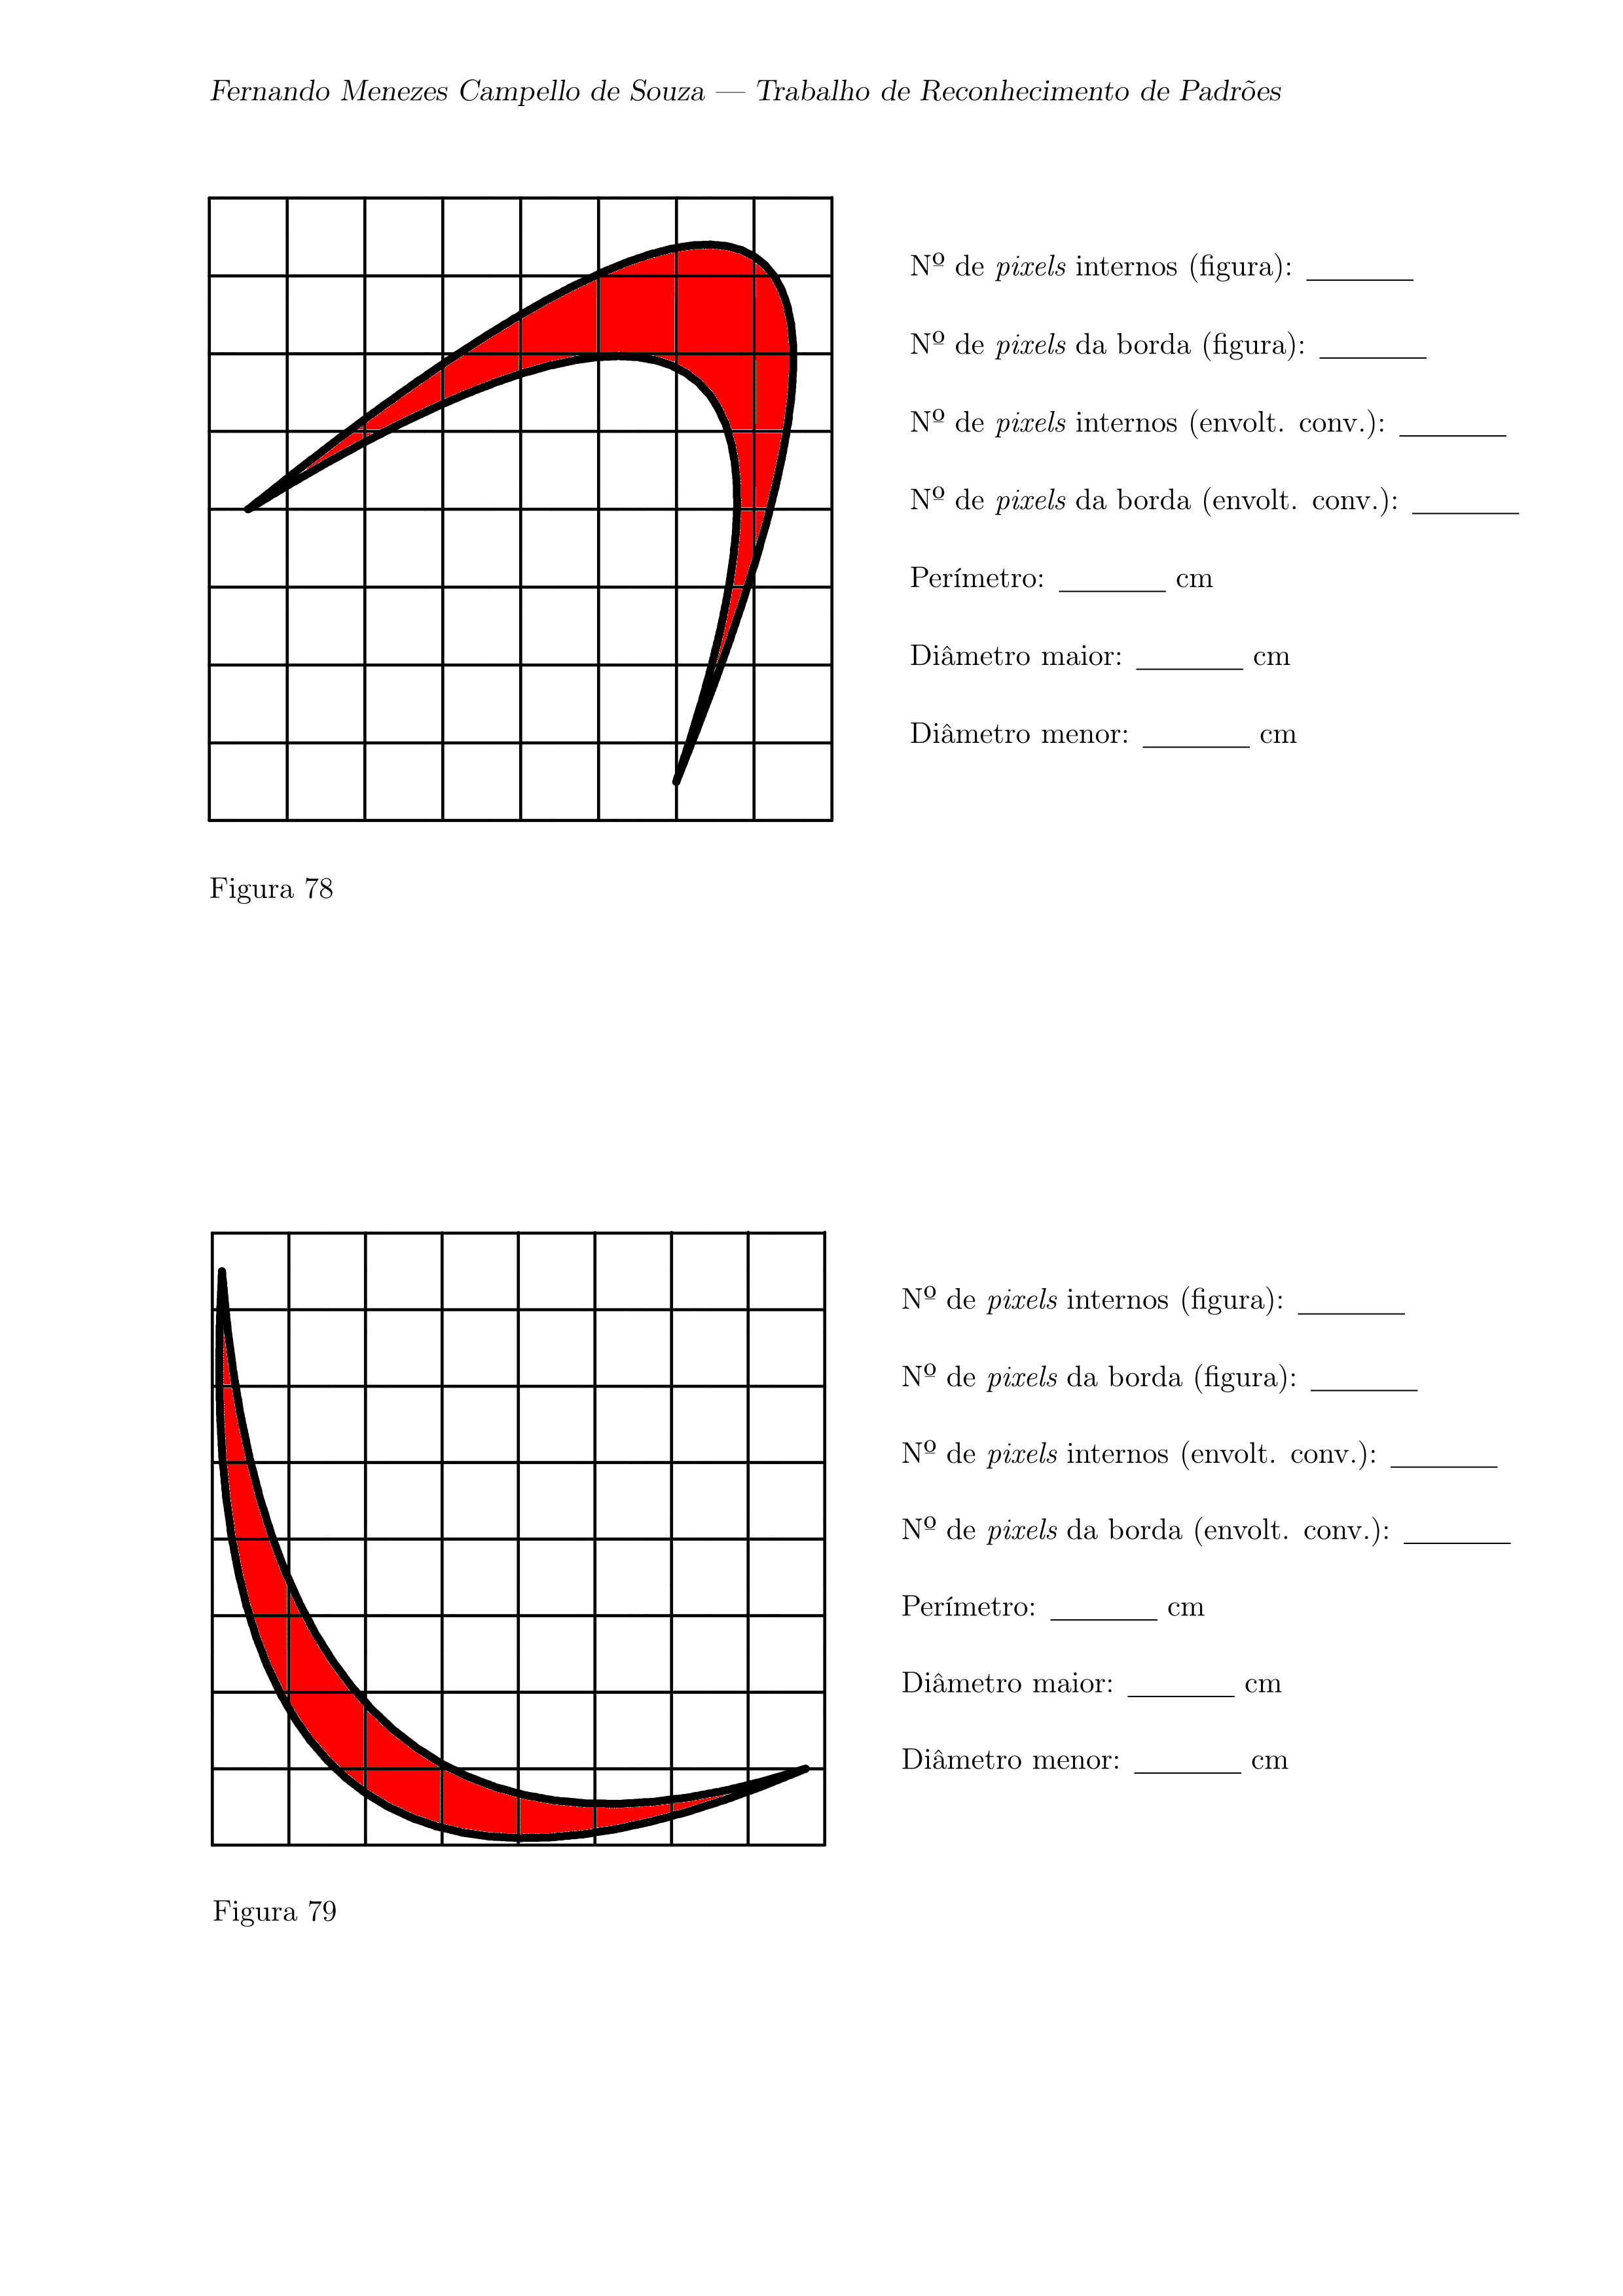 Fernando Menezes Campello de Souza — Trabalho de Reconhecimento de Padrões
Nº de pixels internos (figura): _______
Nº de pixels da borda (figura): _______
Nº de pixels internos (envolt. conv.): _______
Nº de pixels da borda (envolt. conv.): _______
Perímetro: _______ cm
Diâmetro maior: _______ cm
Diâmetro menor: _______ cm
Figura 78
Nº de pixels internos (figura): _______
Nº de pixels da borda (figura): _______
Nº de pixels internos (envolt. conv.): _______
Nº de pixels da borda (envolt. conv.): _______
Perímetro: _______ cm
Diâmetro maior: _______ cm
Diâmetro menor: _______ cm
Figura 79